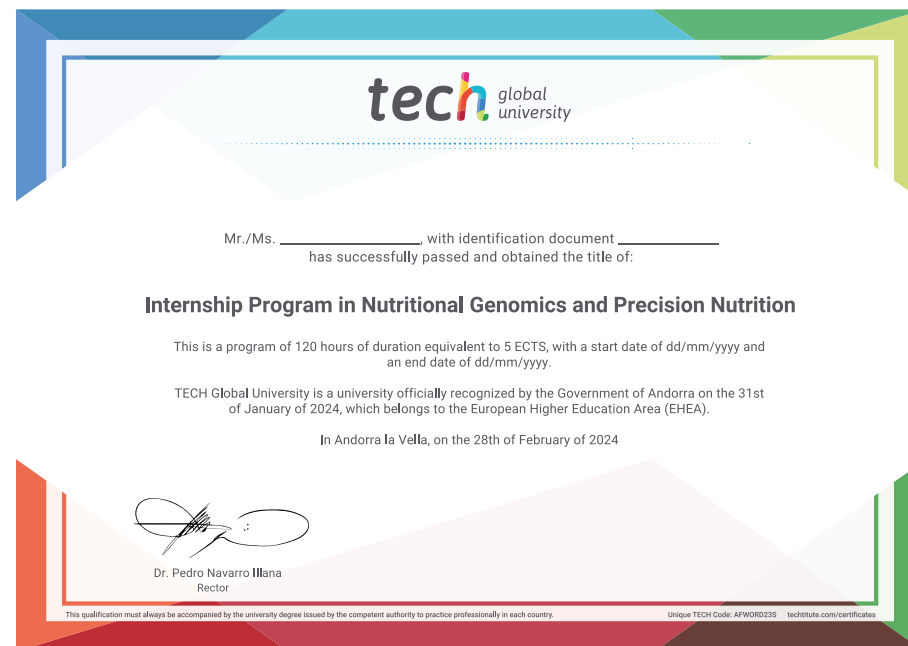 tech global
university
Mr./Ms. ____________________, with identification document ______________
has successfully passed and obtained the title of:
Internship Program in Nutritional Genomics and Precision Nutrition
This is a program of 120 hours of duration equivalent to 5 ECTS, with a start date of dd/mm/yyyy and
an end date of dd/mm/yyyy.
TECH Global University is a university officially recognized by the Government of Andorra on the 31st
of January of 2024, which belongs to the European Higher Education Area (EHEA).
In Andorra la Vella, on the 28th of February of 2024
Dr. Pedro Navarro Illana
Rector
This qualification must always be accompanied by the university degree issued by the competent authority to practice professionally in each country.
Unique TECH Code: AFWORD23S techtitute.com/certificates